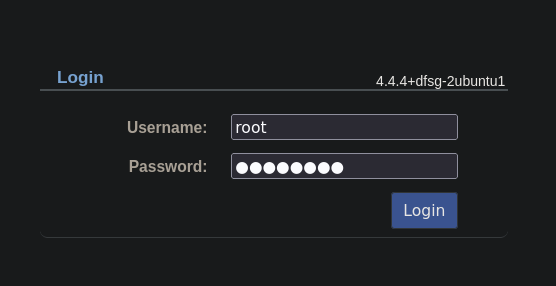 Login 4.4.4+dfsg-2ubuntu1
Username: root
Password: ●●●●●●●●
Login